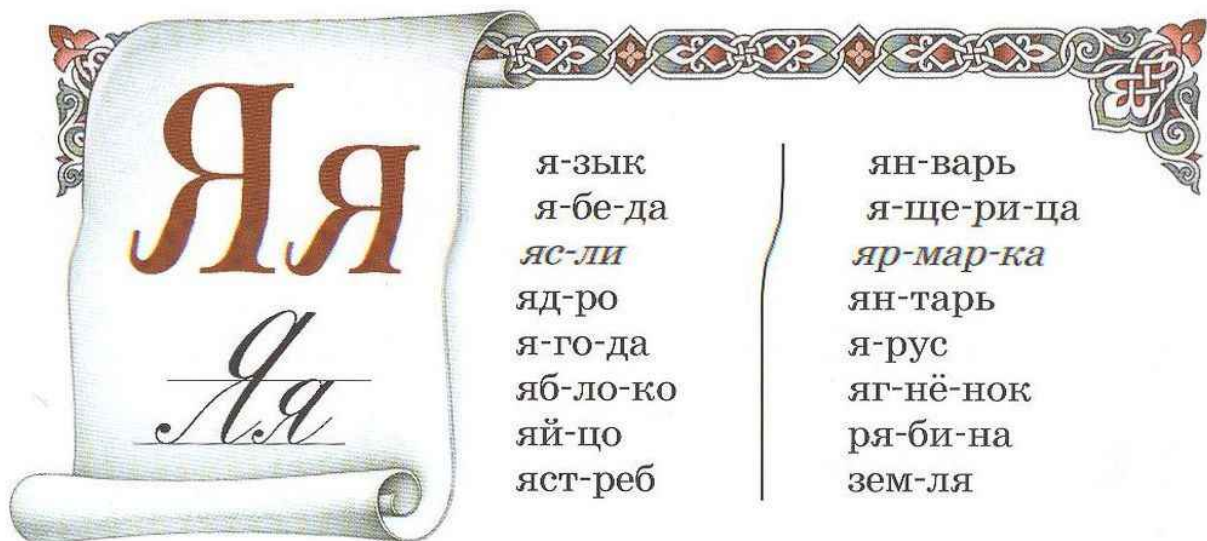 Яя
Яя
я-зык
я-бе-да
яс-ли
яд-ро
я-го-да
яб-ло-ко
яй-цо
яст-реб
ян-варь
я-ще-ри-ца
яр-мар-ка
ян-тарь
я-рус
яг-нё-нок
ря-би-на
зем-ля